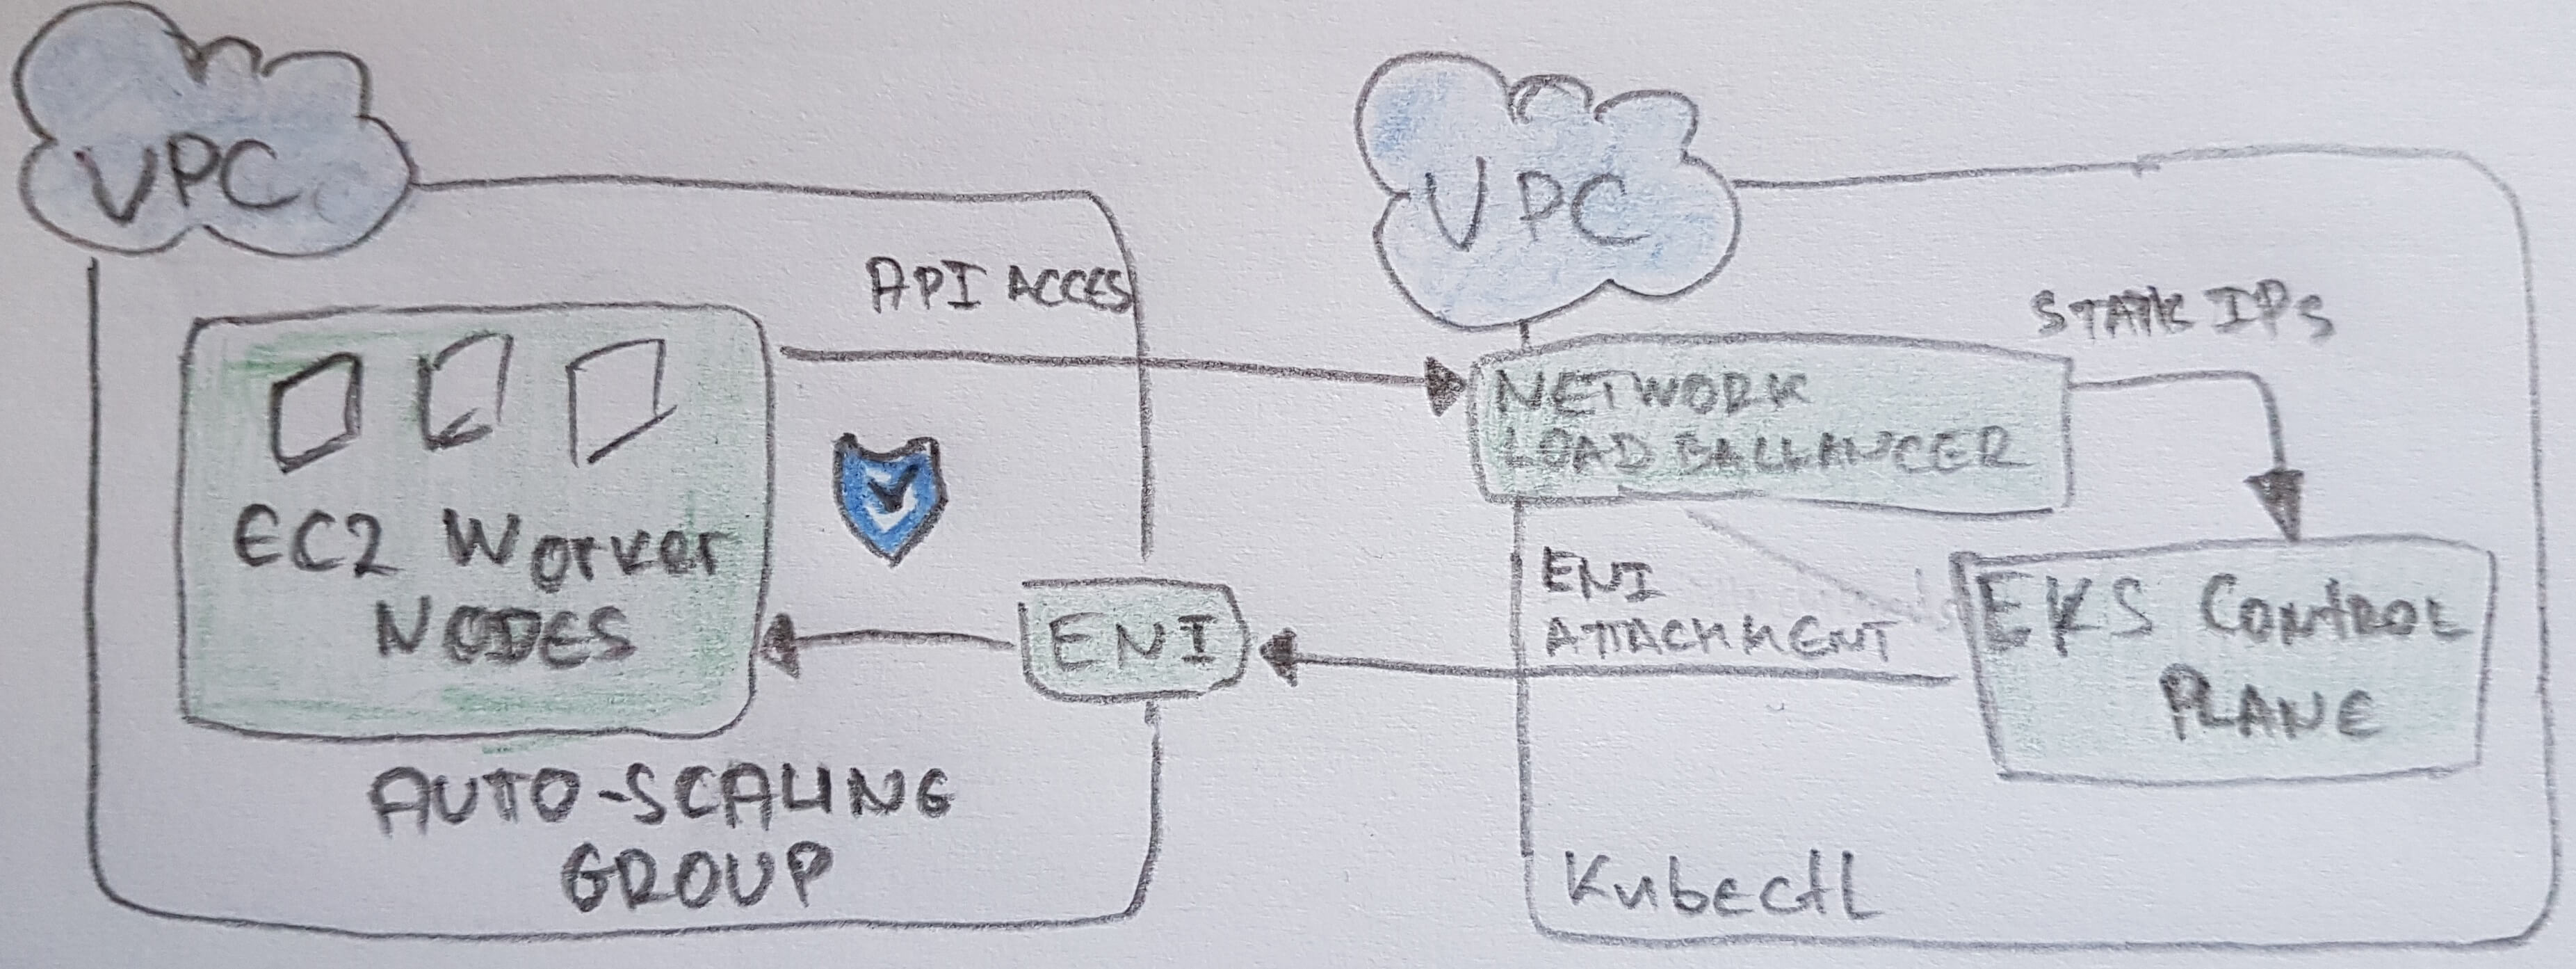 VPC
API ACCES
EC2 Worker
NODES
ENI
AUTO-SCALING
GROUP
VPC
STATIC IPs
NETWORK
LOAD BALLANCER
ENI
ATTACHMENT
EKS CONTROL
PLANE
Kubectl